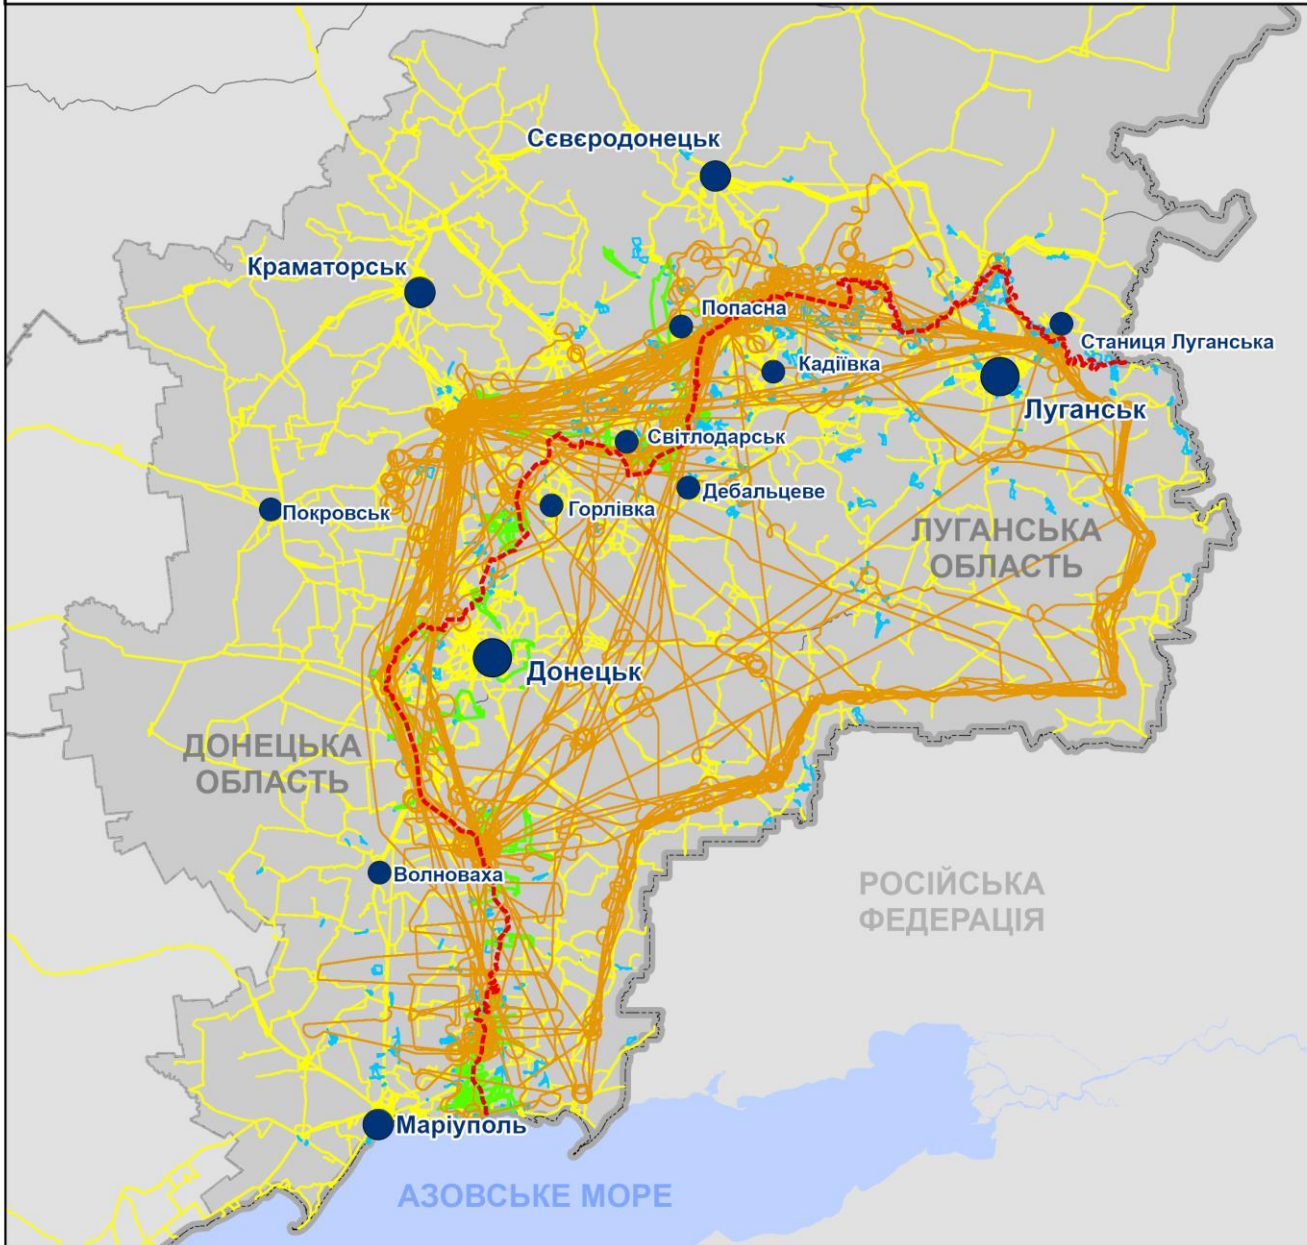 Сєвєродонецьк
Краматорськ
Попасна
Станиця Луганська
Кадіївка
Луганськ
Світлодарськ
Дебальцеве
Горлівка
Покровськ
ЛУГАНСЬКА
ОБЛАСТЬ
Донецьк
ДОНЕЦЬКА
ОБЛАСТЬ
Волноваха
РОСІЙСЬКА
ФЕДЕРАЦІЯ
Маріуполь
АЗОВСЬКЕ МОРЕ